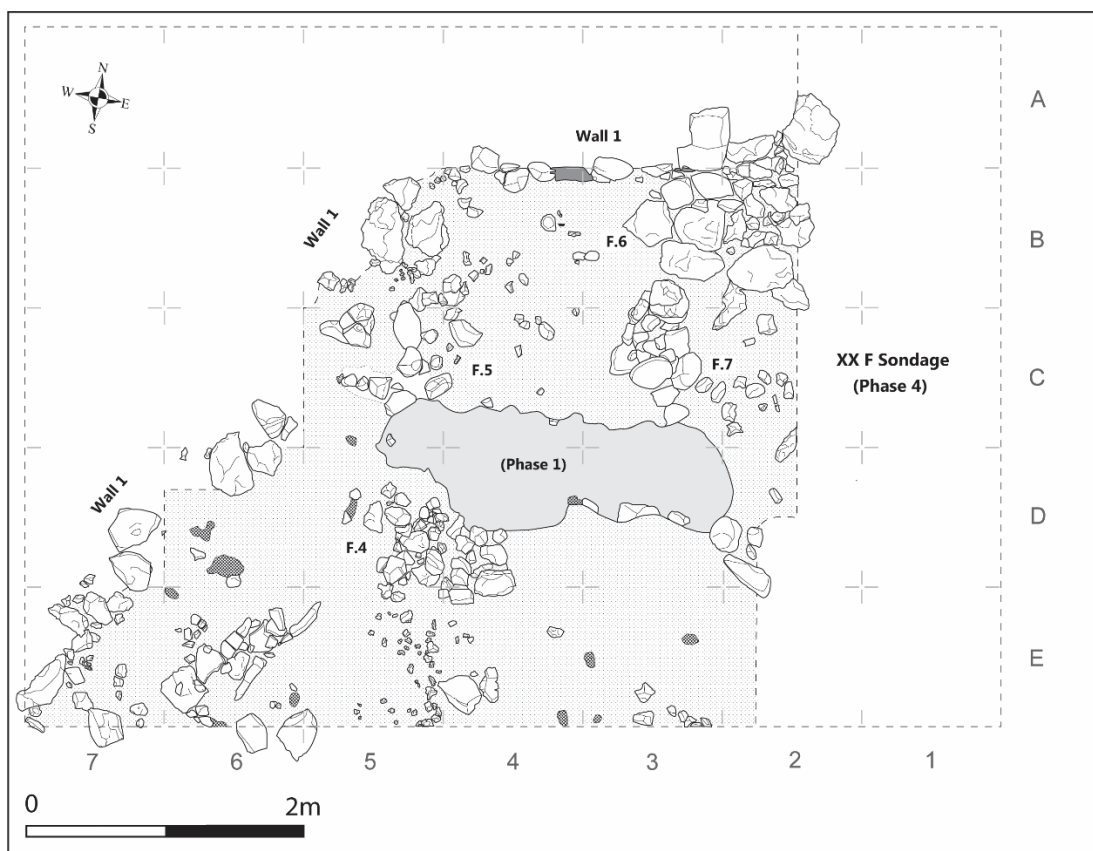 N
W E
S
A
Wall 1
Wall 1
B
F.6
XX F Sondage
(Phase 4)
F.5
F.7
C
(Phase 1)
Wall 1
D
F.4
E
7 6 5 4 3 2 1
0 2m